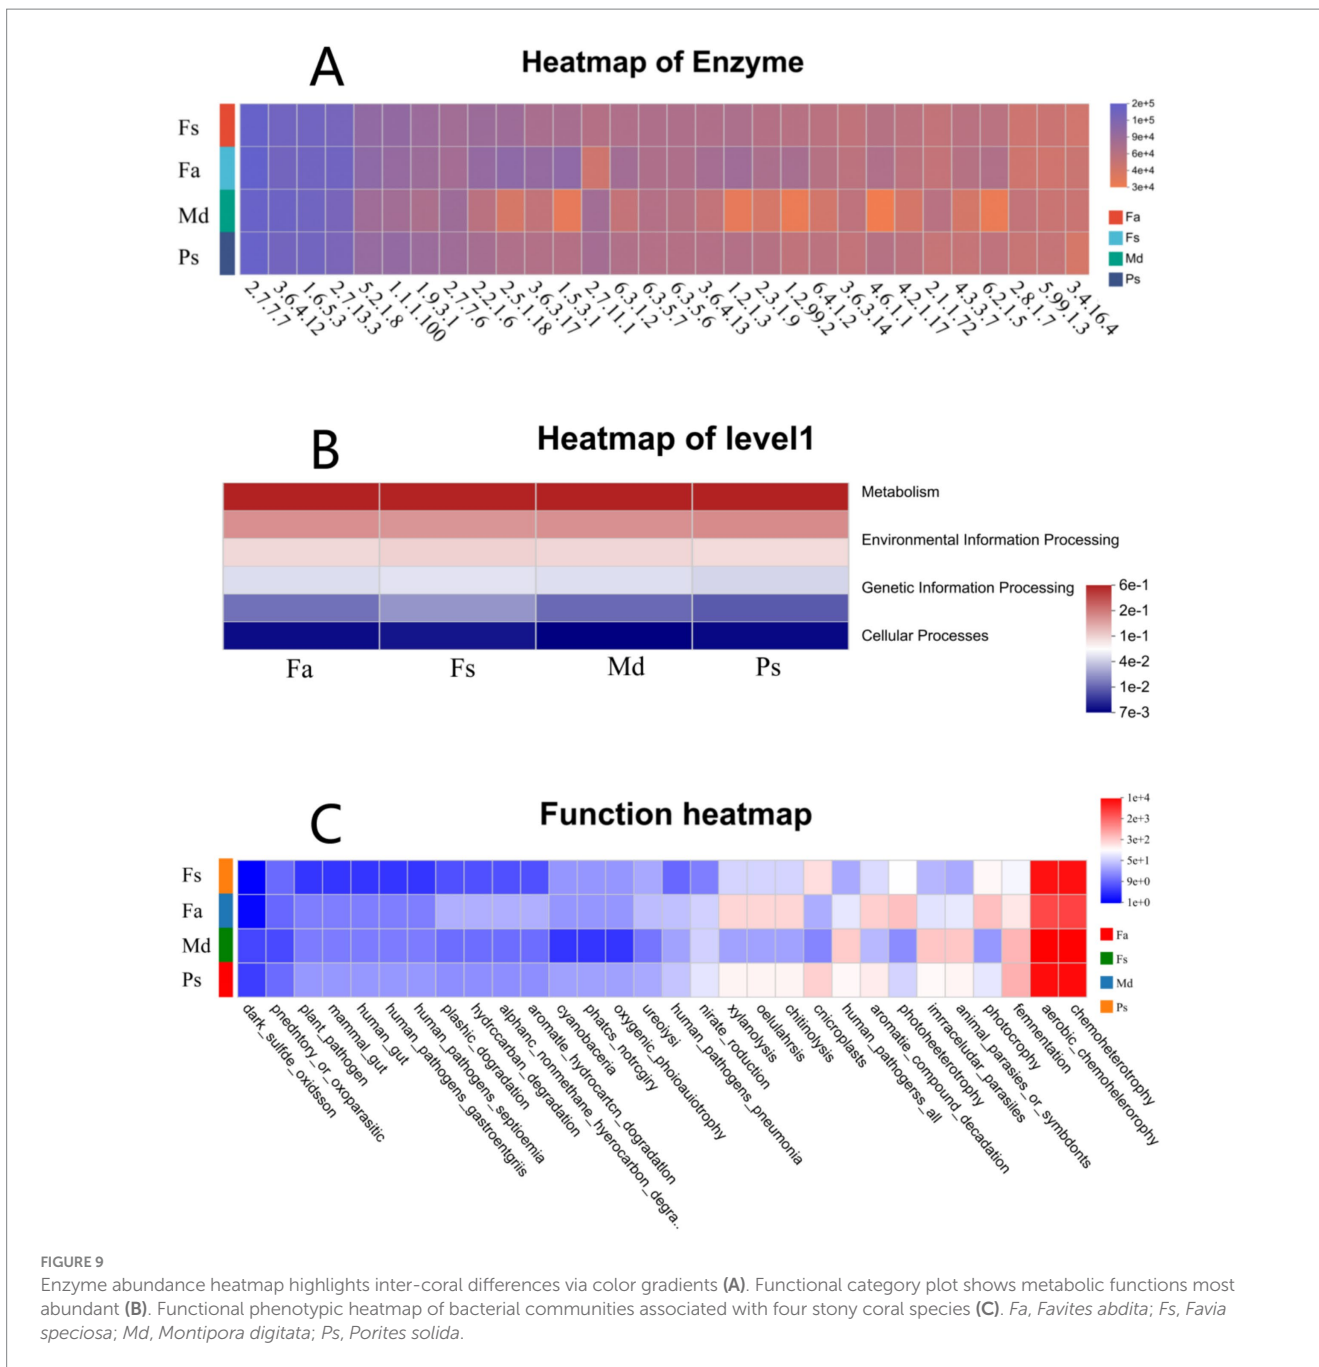 A
Heatmap of Enzyme
Fs
Fa
Md
Ps
2e+5
1e+5
9e+4
6e+4
4e+4
3e+4
Fa
Fs
Md
Ps
2.7.7.7
3.6.4.12
1.6.5.3
2.7.13.3
5.2.1.8
1.1.1.100
1.9.3.1
2.7.7.6
2.2.1.6
2.5.1.18
3.6.3.17
1.5.3.1
2.7.11.1
6.3.1.2
6.3.5.7
6.3.5.6
3.6.4.13
1.2.1.3
2.3.1.9
1.2.99.2
6.4.1.2
3.6.3.14
4.6.1.1
4.2.1.17
2.1.1.72
4.3.3.7
6.2.1.5
2.8.1.7
5.99.1.3
3.4.16.4
B
Heatmap of level1
Metabolism
Environmental Information Processing
Genetic Information Processing
Cellular Processes
Fa
Fs
Md
Ps
6e-1
2e-1
1e-1
4e-2
1e-2
7e-3
C
Function heatmap
Fs
Fa
Md
Ps
1e+4
2e+3
3e+2
5e+1
9e+0
1e+0
Fa
Fs
Md
Ps
dark_sulfde_oxidsson
pnedntory_or_oxoparasitic
plant_pathogen
mammal_gut
human_gut
human_pathogens_gastroentgriis
human_pathogens_septioemia
plashic_dogradation
hydrccarban_degradation
alphanc_nonmethane_hyerocarbon_degra..
aromatle_hydrocartcn_dogradatlon
cyanobaceria
phatcs_notrcgiry
oxygenic_phoioauiotrophy
ureoiysi
human_pathogens_pneumonia
nirate_roduction
xylanolysis
oelulahrsis
chitinolysis
cnicroplasts
human_pathogerss_all
aromatic_compound_decadation
photoheeterotrophy
imraceludar_parasiles
animal_parasies_or_symbdonts
photocrophy
femnentation
aerobic_chemohelerorophy
chemoheterotrophy
FIGURE 9
Enzyme abundance heatmap highlights inter-coral differences via color gradients (A). Functional category plot shows metabolic functions most
abundant (B). Functional phenotypic heatmap of bacterial communities associated with four stony coral species (C). Fa, Favites abdita; Fs, Favia
speciosa; Md, Montipora digitata; Ps, Porites solida.